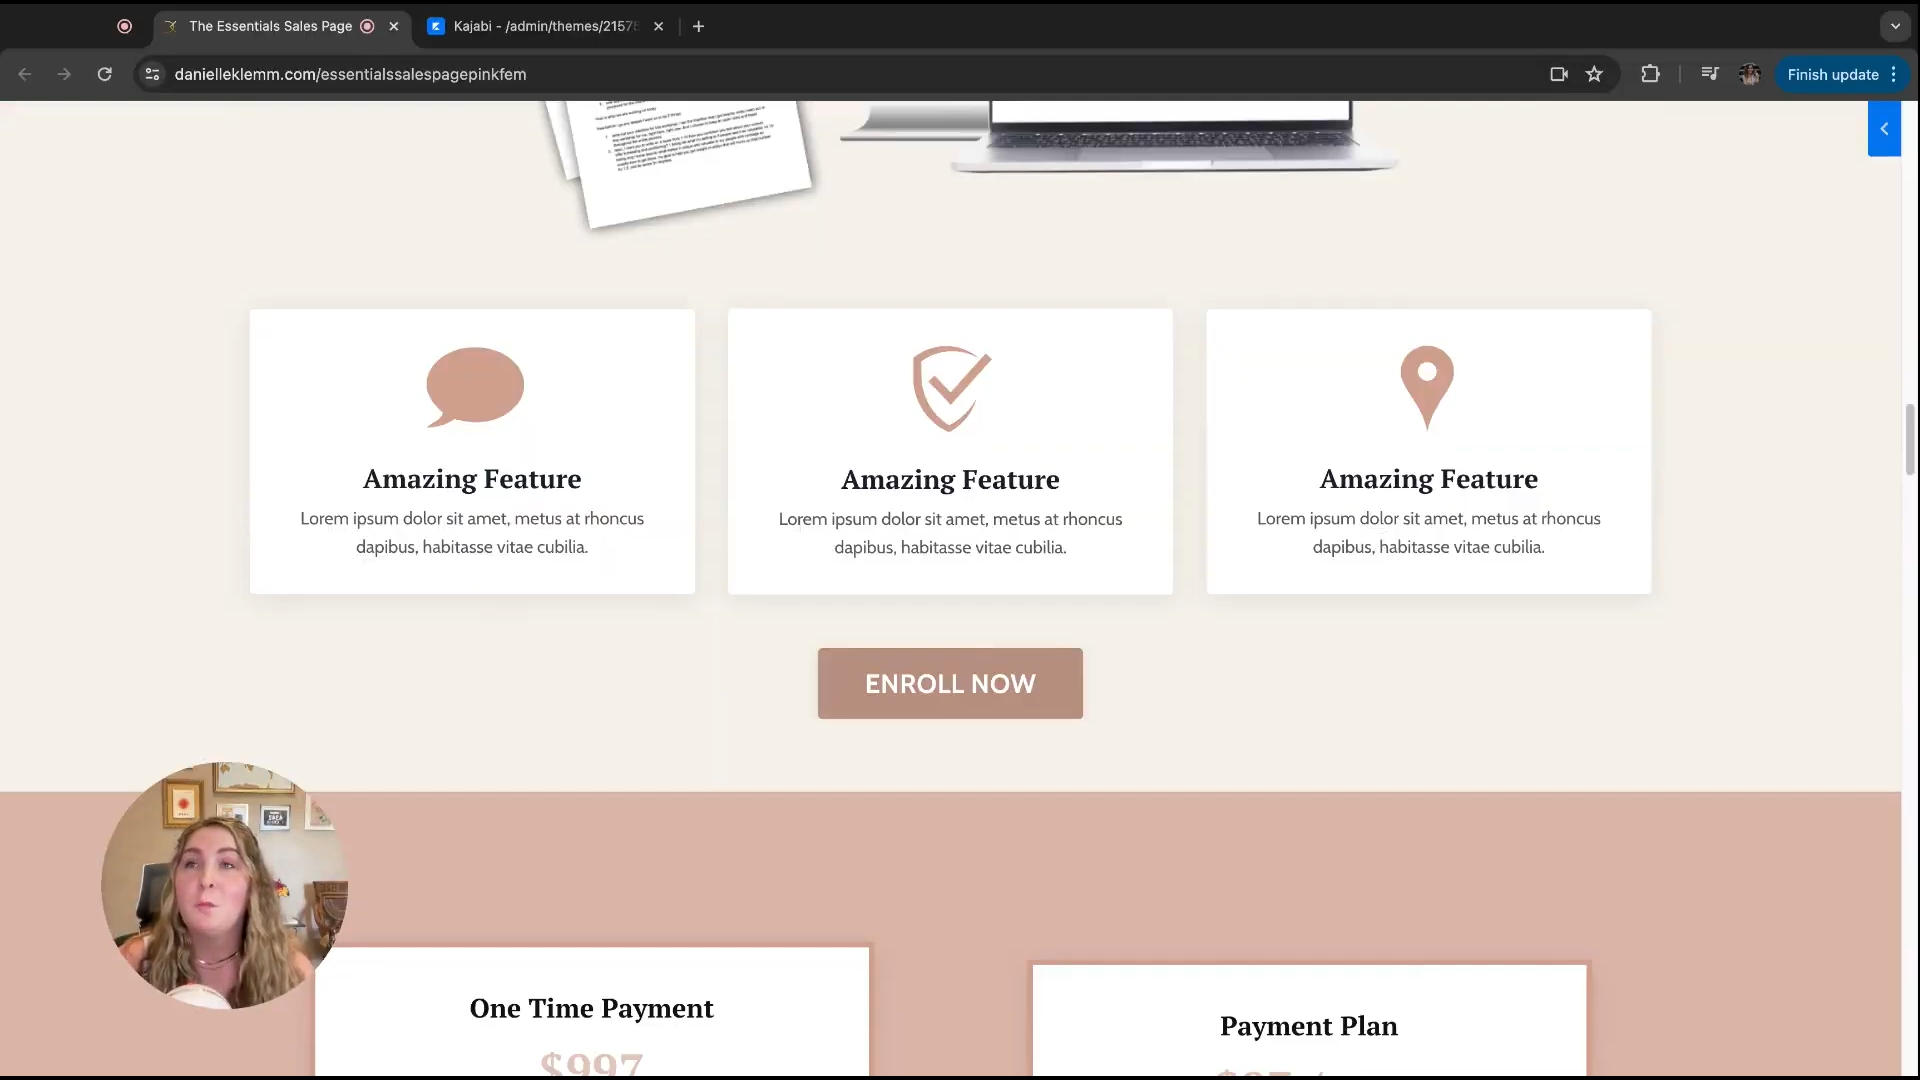 The Essentials Sales Page
Kajabi - /admin/themes/2157
danielleklemm.com/essentialssalespagepinkfem
Finish update
Amazing Feature
Lorem ipsum dolor sit amet, metus at rhoncus
dapibus, habitasse vitae cubilia.
Amazing Feature
Lorem ipsum dolor sit amet, metus at rhoncus
dapibus, habitasse vitae cubilia.
Amazing Feature
Lorem ipsum dolor sit amet, metus at rhoncus
dapibus, habitasse vitae cubilia.
ENROLL NOW
One Time Payment
$997
Payment Plan